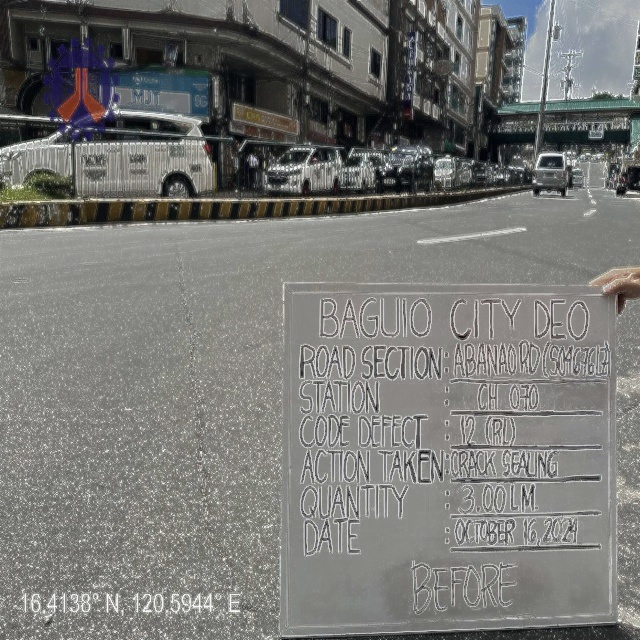 BAGUIO CITY DEO
ROAD SECTION: ABANAO RD (S04676LZ)
STATION : CH 070
CODE DEFECT : 12 (RL)
ACTION TAKEN: CRACK SEALING
QUANTITY : 3.00 L.M.
DATE : OCTOBER 16, 2024
BEFORE
16.4138° N, 120.5944° E